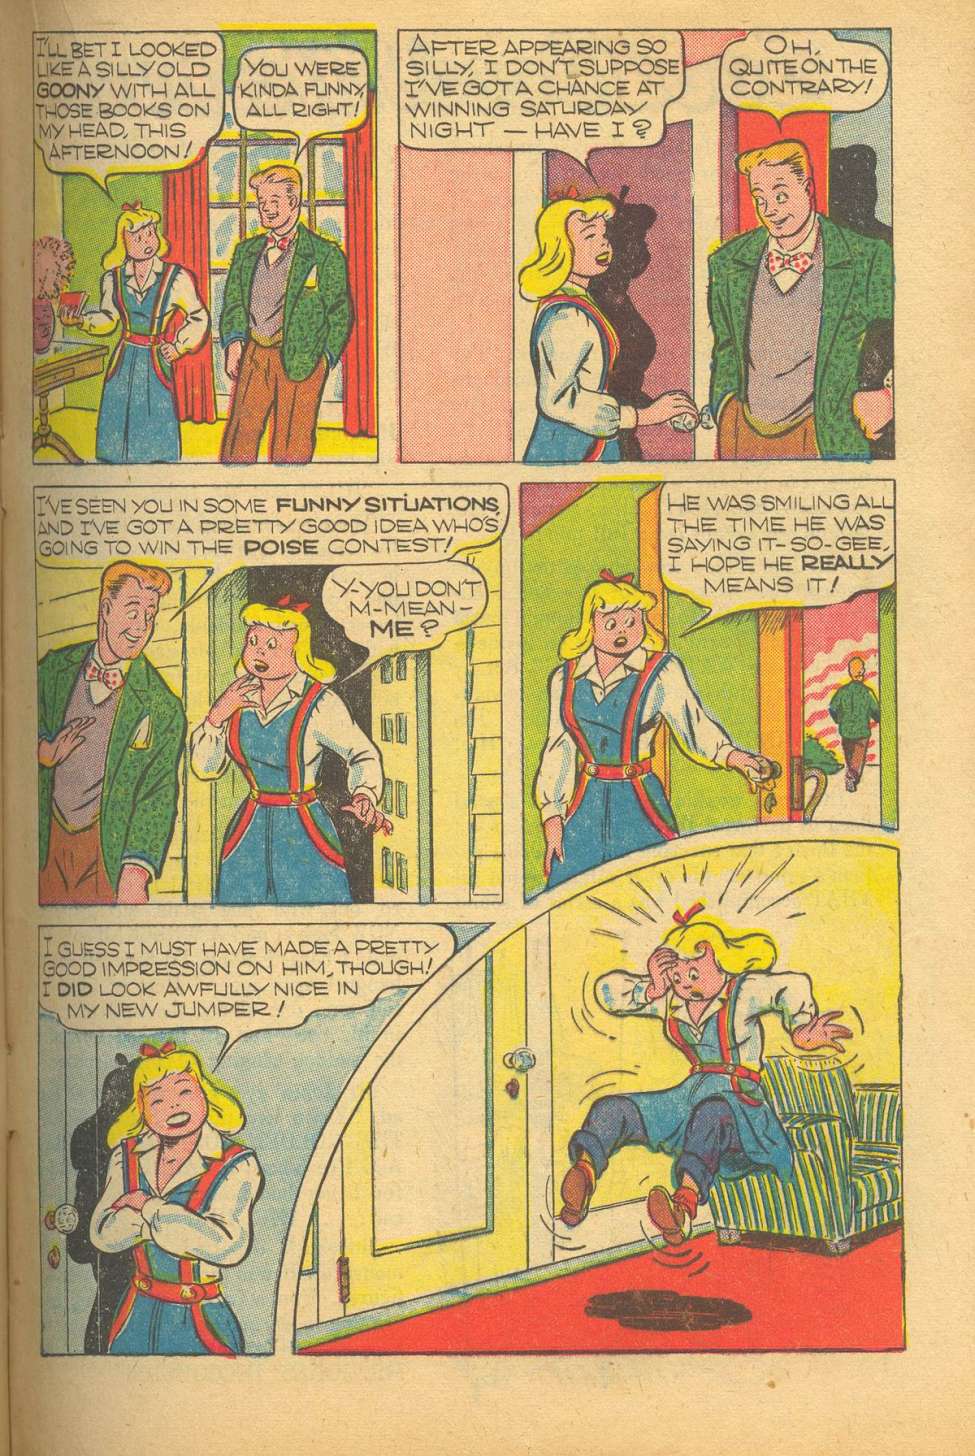 I'LL BET I LOOKED
LIKE A SILLY OLD
GOONY WITH ALL
THOSE BOOKS ON
MY HEAD, THIS
AFTERNOON!
YOU WERE
KINDA FUNNY,
ALL RIGHT!
AFTER APPEARING SO
SILLY, I DON'T SUPPOSE
I'VE GOT A CHANCE AT
WINNING SATURDAY
NIGHT — HAVE I?
OH,
QUITE ON THE
CONTRARY!
I'VE SEEN YOU IN SOME FUNNY SITUATIONS,
AND I'VE GOT A PRETTY GOOD IDEA WHO'S
GOING TO WIN THE POISE CONTEST!
Y-YOU DON'T
M-MEAN-
ME?
HE WAS SMILING ALL
THE TIME HE WAS
SAYING IT-SO-GEE,
I HOPE HE REALLY
MEANS IT!
I GUESS I MUST HAVE MADE A PRETTY
GOOD IMPRESSION ON HIM, THOUGH!
I DID LOOK AWFULLY NICE IN
MY NEW JUMPER!